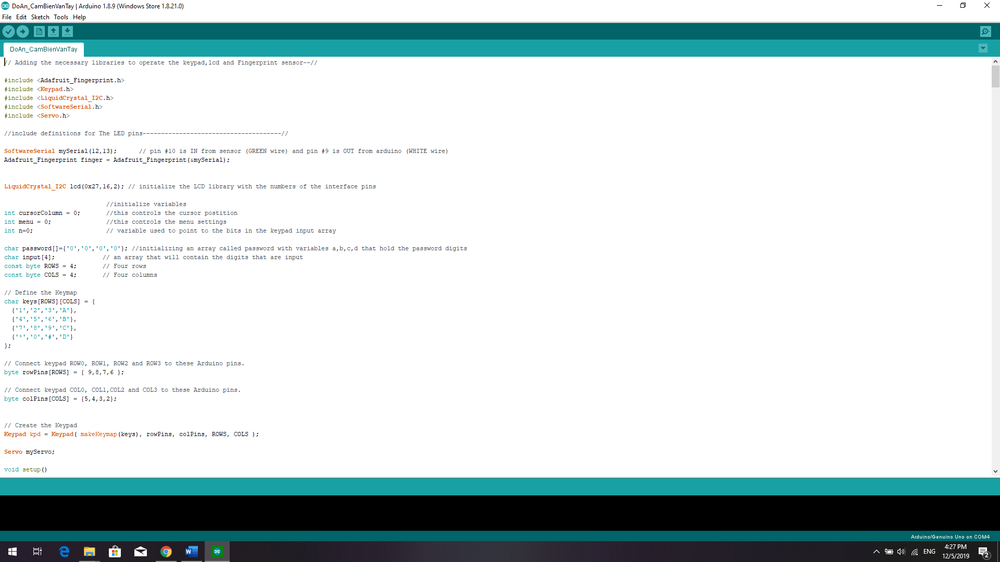 DoAn_CamBienVanTay | Arduino 1.8.9 (Windows Store 1.8.21.0)
File Edit Sketch Tools Help
DoAn_CamBienVanTay
// Adding the necessary libraries to operate the keypad,lcd and Fingerprint sensor--//
#include <Adafruit_Fingerprint.h>
#include <Keypad.h>
#include <LiquidCrystal_I2C.h>
#include <SoftwareSerial.h>
#include <Servo.h>
//include definitions for The LED pins--------------------------------------//
SoftwareSerial mySerial(12,13);      // pin #10 is IN from sensor (GREEN wire) and pin #9 is OUT from arduino (WHITE wire)
Adafruit_Fingerprint finger = Adafruit_Fingerprint(&mySerial);
LiquidCrystal_I2C lcd(0x27,16,2); // initialize the LCD library with the numbers of the interface pins
//initialize variables
int cursorColumn = 0;       //this controls the cursor postition
int menu = 0;               //this controls the menu settings
int n=0;                    // variable used to point to the bits in the keypad input array
char password[]={'0','0','0','0'}; //initializing an array called password with variables a,b,c,d that hold the password digits
char input[4];             // an array that will contain the digits that are input
const byte ROWS = 4;       // Four rows
const byte COLS = 4;       // Four columns
// Define the Keymap
char keys[ROWS][COLS] = {
{'1','2','3','A'},
{'4','5','6','B'},
{'7','8','9','C'},
{'*','0','#','D'}
};
// Connect keypad ROW0, ROW1, ROW2 and ROW3 to these Arduino pins.
byte rowPins[ROWS] = { 9,8,7,6 };
// Connect keypad COL0, COL1,COL2 and COL3 to these Arduino pins.
byte colPins[COLS] = {5,4,3,2};
// Create the Keypad
Keypad kpd = Keypad( makeKeymap(keys), rowPins, colPins, ROWS, COLS );
Servo myServo;
void setup()
Arduino/Genuino Uno on COM4
ENG
4:27 PM
12/5/2019
2